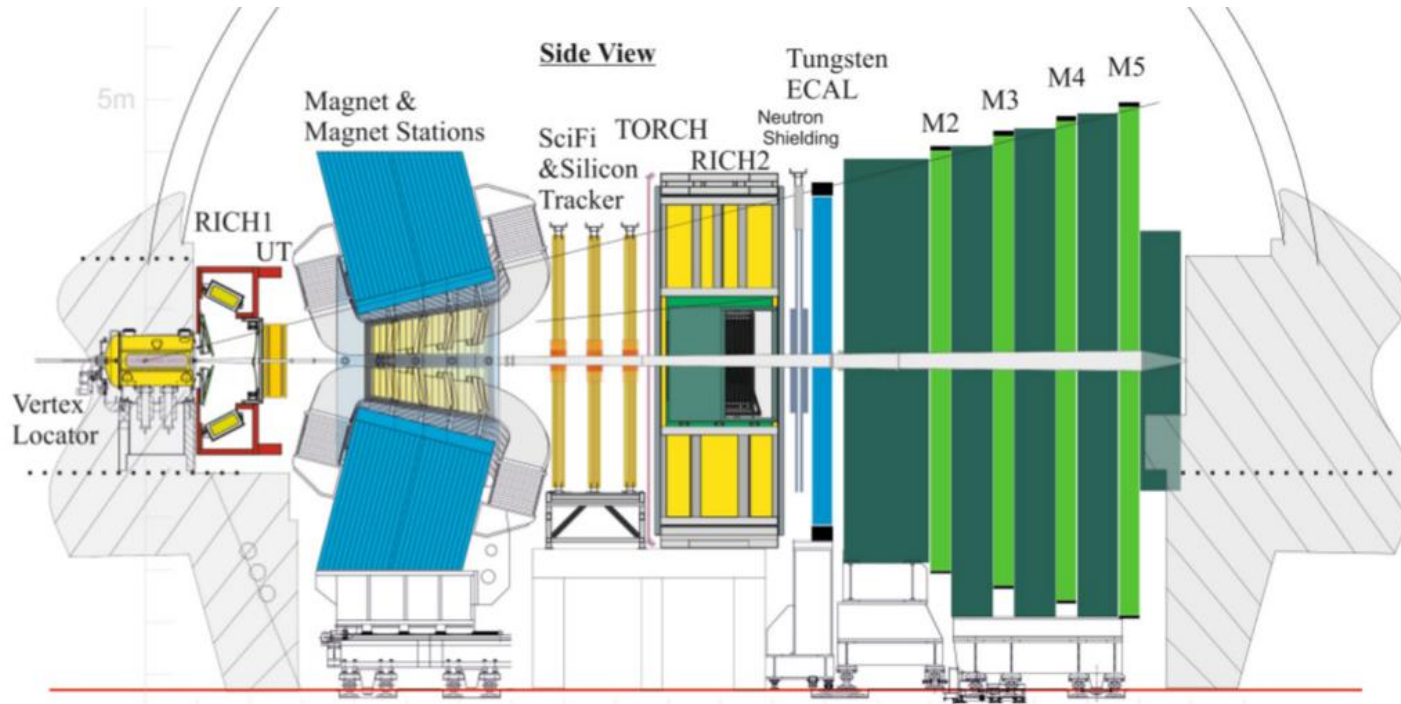 Side View
5m
Magnet &
Magnet Stations
SciFi
&Silicon
Tracker
TORCH
RICH2
Tungsten
ECAL
Neutron
Shielding
M2
M3
M4
M5
RICH1
UT
Vertex
Locator